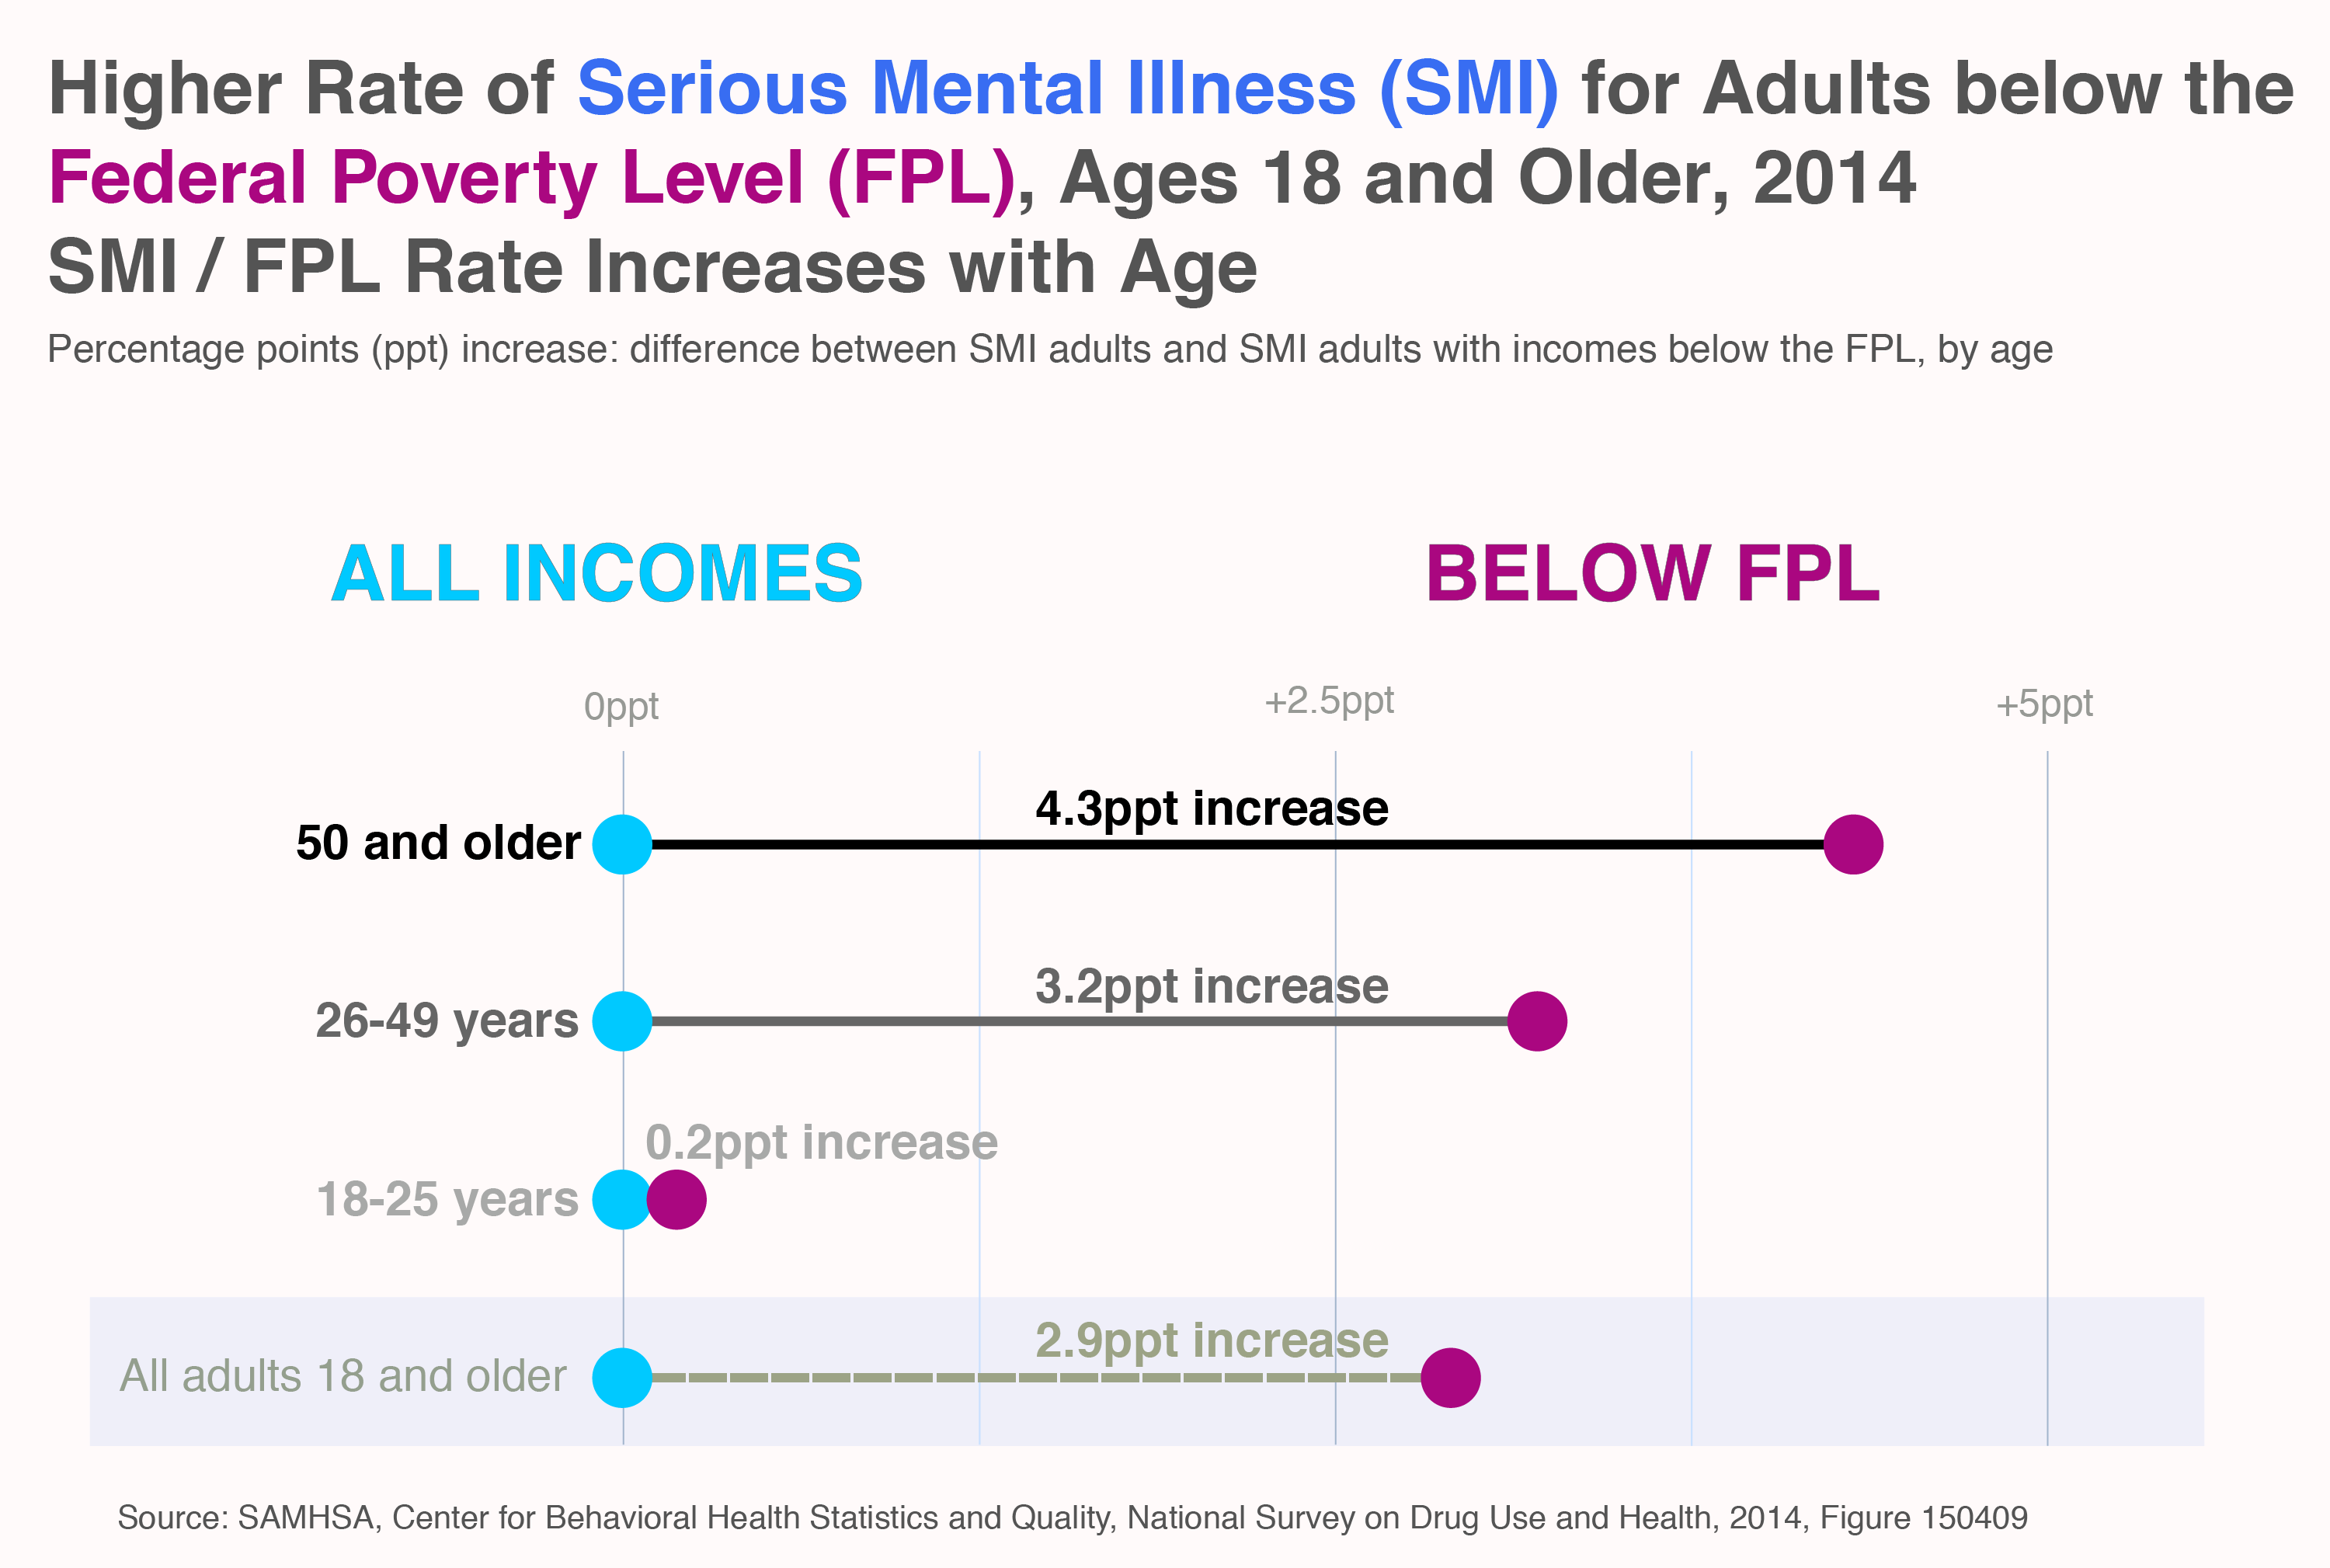 Higher Rate of Serious Mental Illness (SMI) for Adults below the
Federal Poverty Level (FPL), Ages 18 and Older, 2014
SMI / FPL Rate Increases with Age
Percentage points (ppt) increase: difference between SMI adults and SMI adults with incomes below the FPL, by age
ALL INCOMES
BELOW FPL
0ppt
+2.5ppt
+5ppt
4.3ppt increase
50 and older
3.2ppt increase
26-49 years
0.2ppt increase
18-25 years
2.9ppt increase
All adults 18 and older
Source: SAMHSA, Center for Behavioral Health Statistics and Quality, National Survey on Drug Use and Health, 2014, Figure 150409